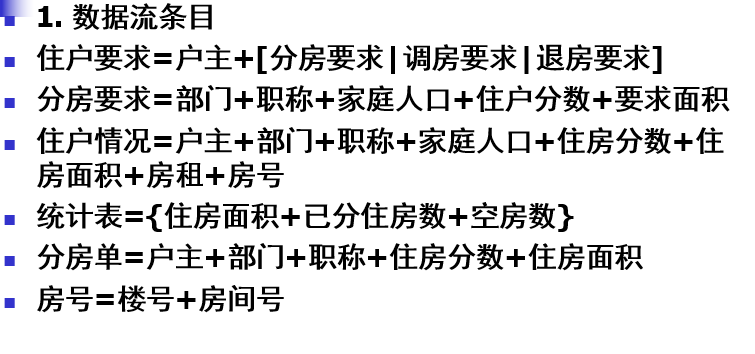 1. 数据流条目
住户要求=户主+[分房要求|调房要求|退房要求]
分房要求=部门+职称+家庭人口+住户分数+要求面积
住户情况=户主+部门+职称+家庭人口+住房分数+住
房面积+房租+房号
统计表={住房面积+已分住房数+空房数}
分房单=户主+部门+职称+住房分数+住房面积
房号=楼号+房间号